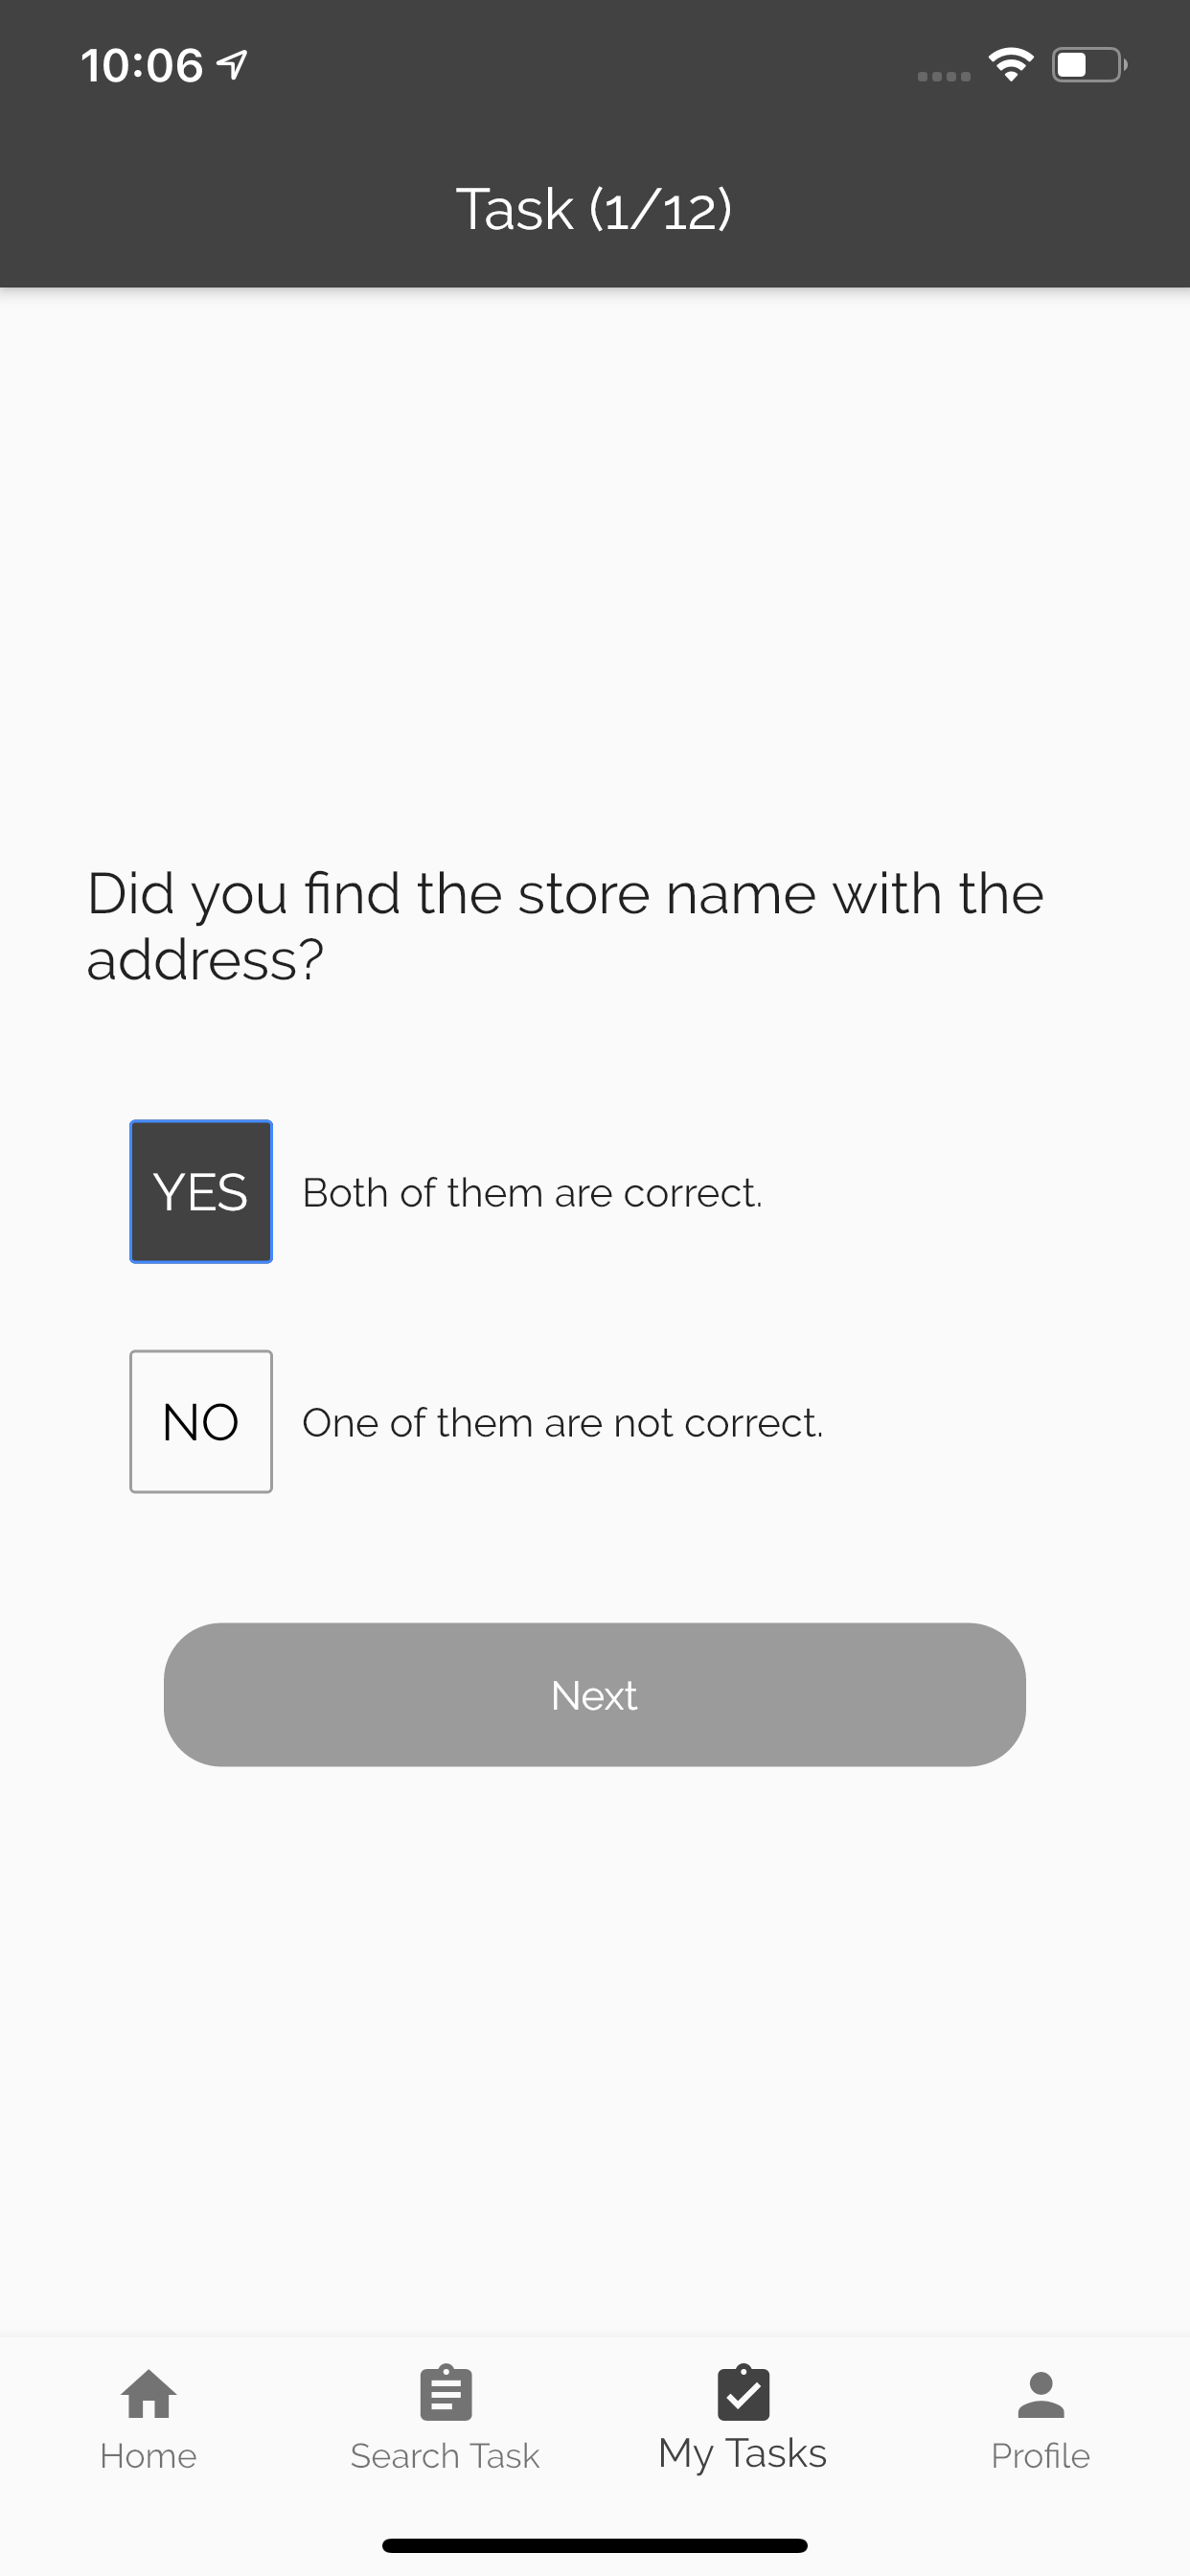 10:06
Task (1/12)
Did you find the store name with the
address?
YES Both of them are correct.
NO One of them are not correct.
Next
Home Search Task My Tasks Profile